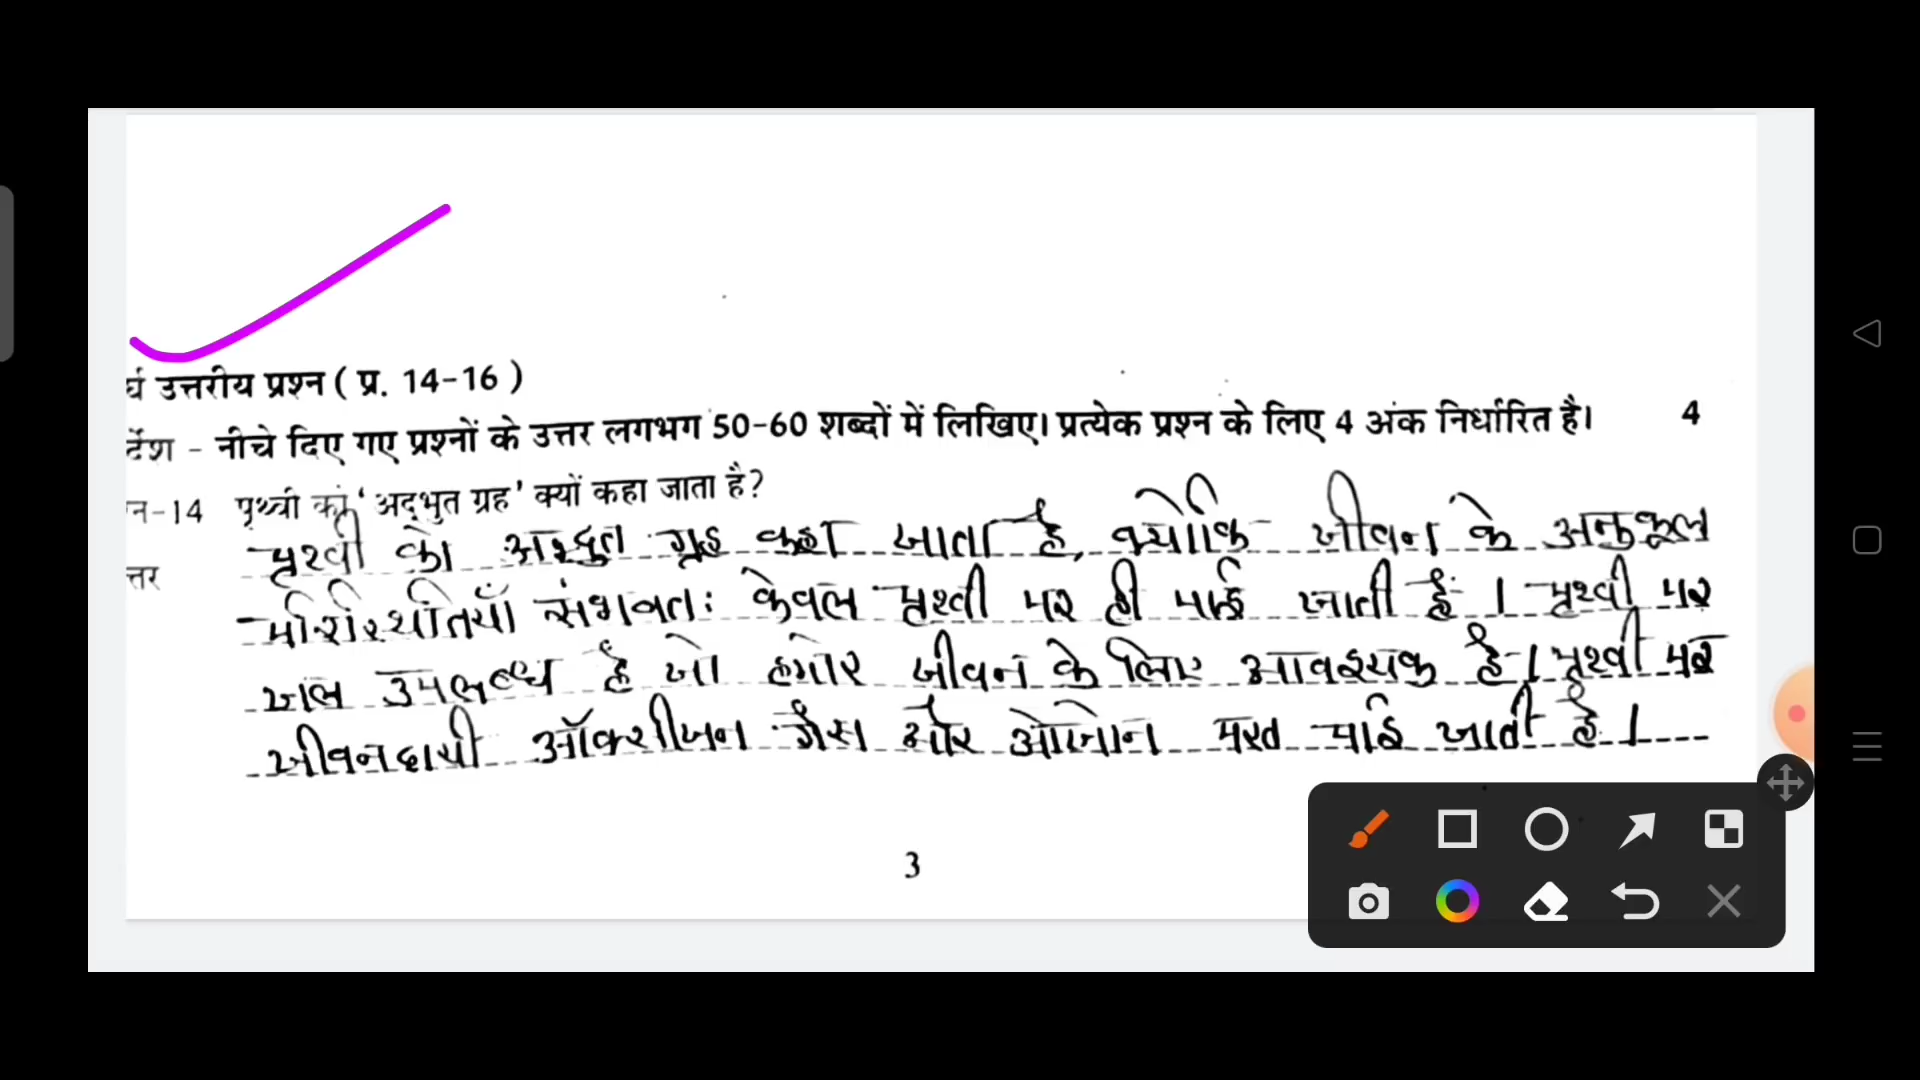 र्घ उत्तरीय प्रश्न ( प्र. 14-16 )
र्देश - नीचे दिए गए प्रश्नों के उत्तर लगभग 50-60 शब्दों में लिखिए। प्रत्येक प्रश्न के लिए 4 अंक निर्धारित है। 4
न-14 पृथ्वी को 'अद्भुत ग्रह' क्यों कहा जाता है?
त्तर पृथ्वी को अद्भुत ग्रह कहा जाता है, क्योकि जीवन के अनुकूल
परिस्थितियाँ संभवतः केवल पृथ्वी पर ही पाई जाती है । पृथ्वी पर
जल उपलब्ध है जो हमारे जीवन के लिए आवश्यक है । पृथ्वी पर
जीवनदायी ऑक्सीजन गैस और ओजोन परत पाई जाती है ।
3